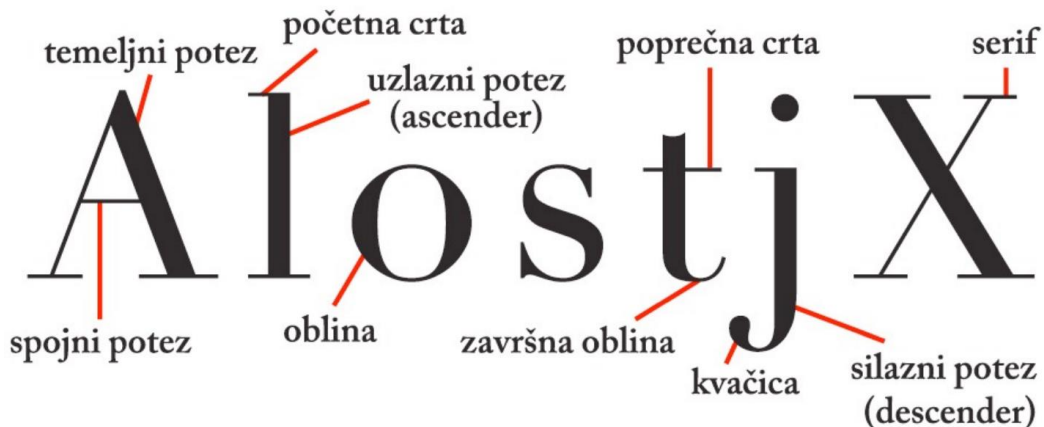 početna crta
temeljni potez
poprečna crta
serif
uzlazni potez
(ascender)
AlostjX
spojni potez
oblina
završna oblina
kvačica
silazni potez
(descender)